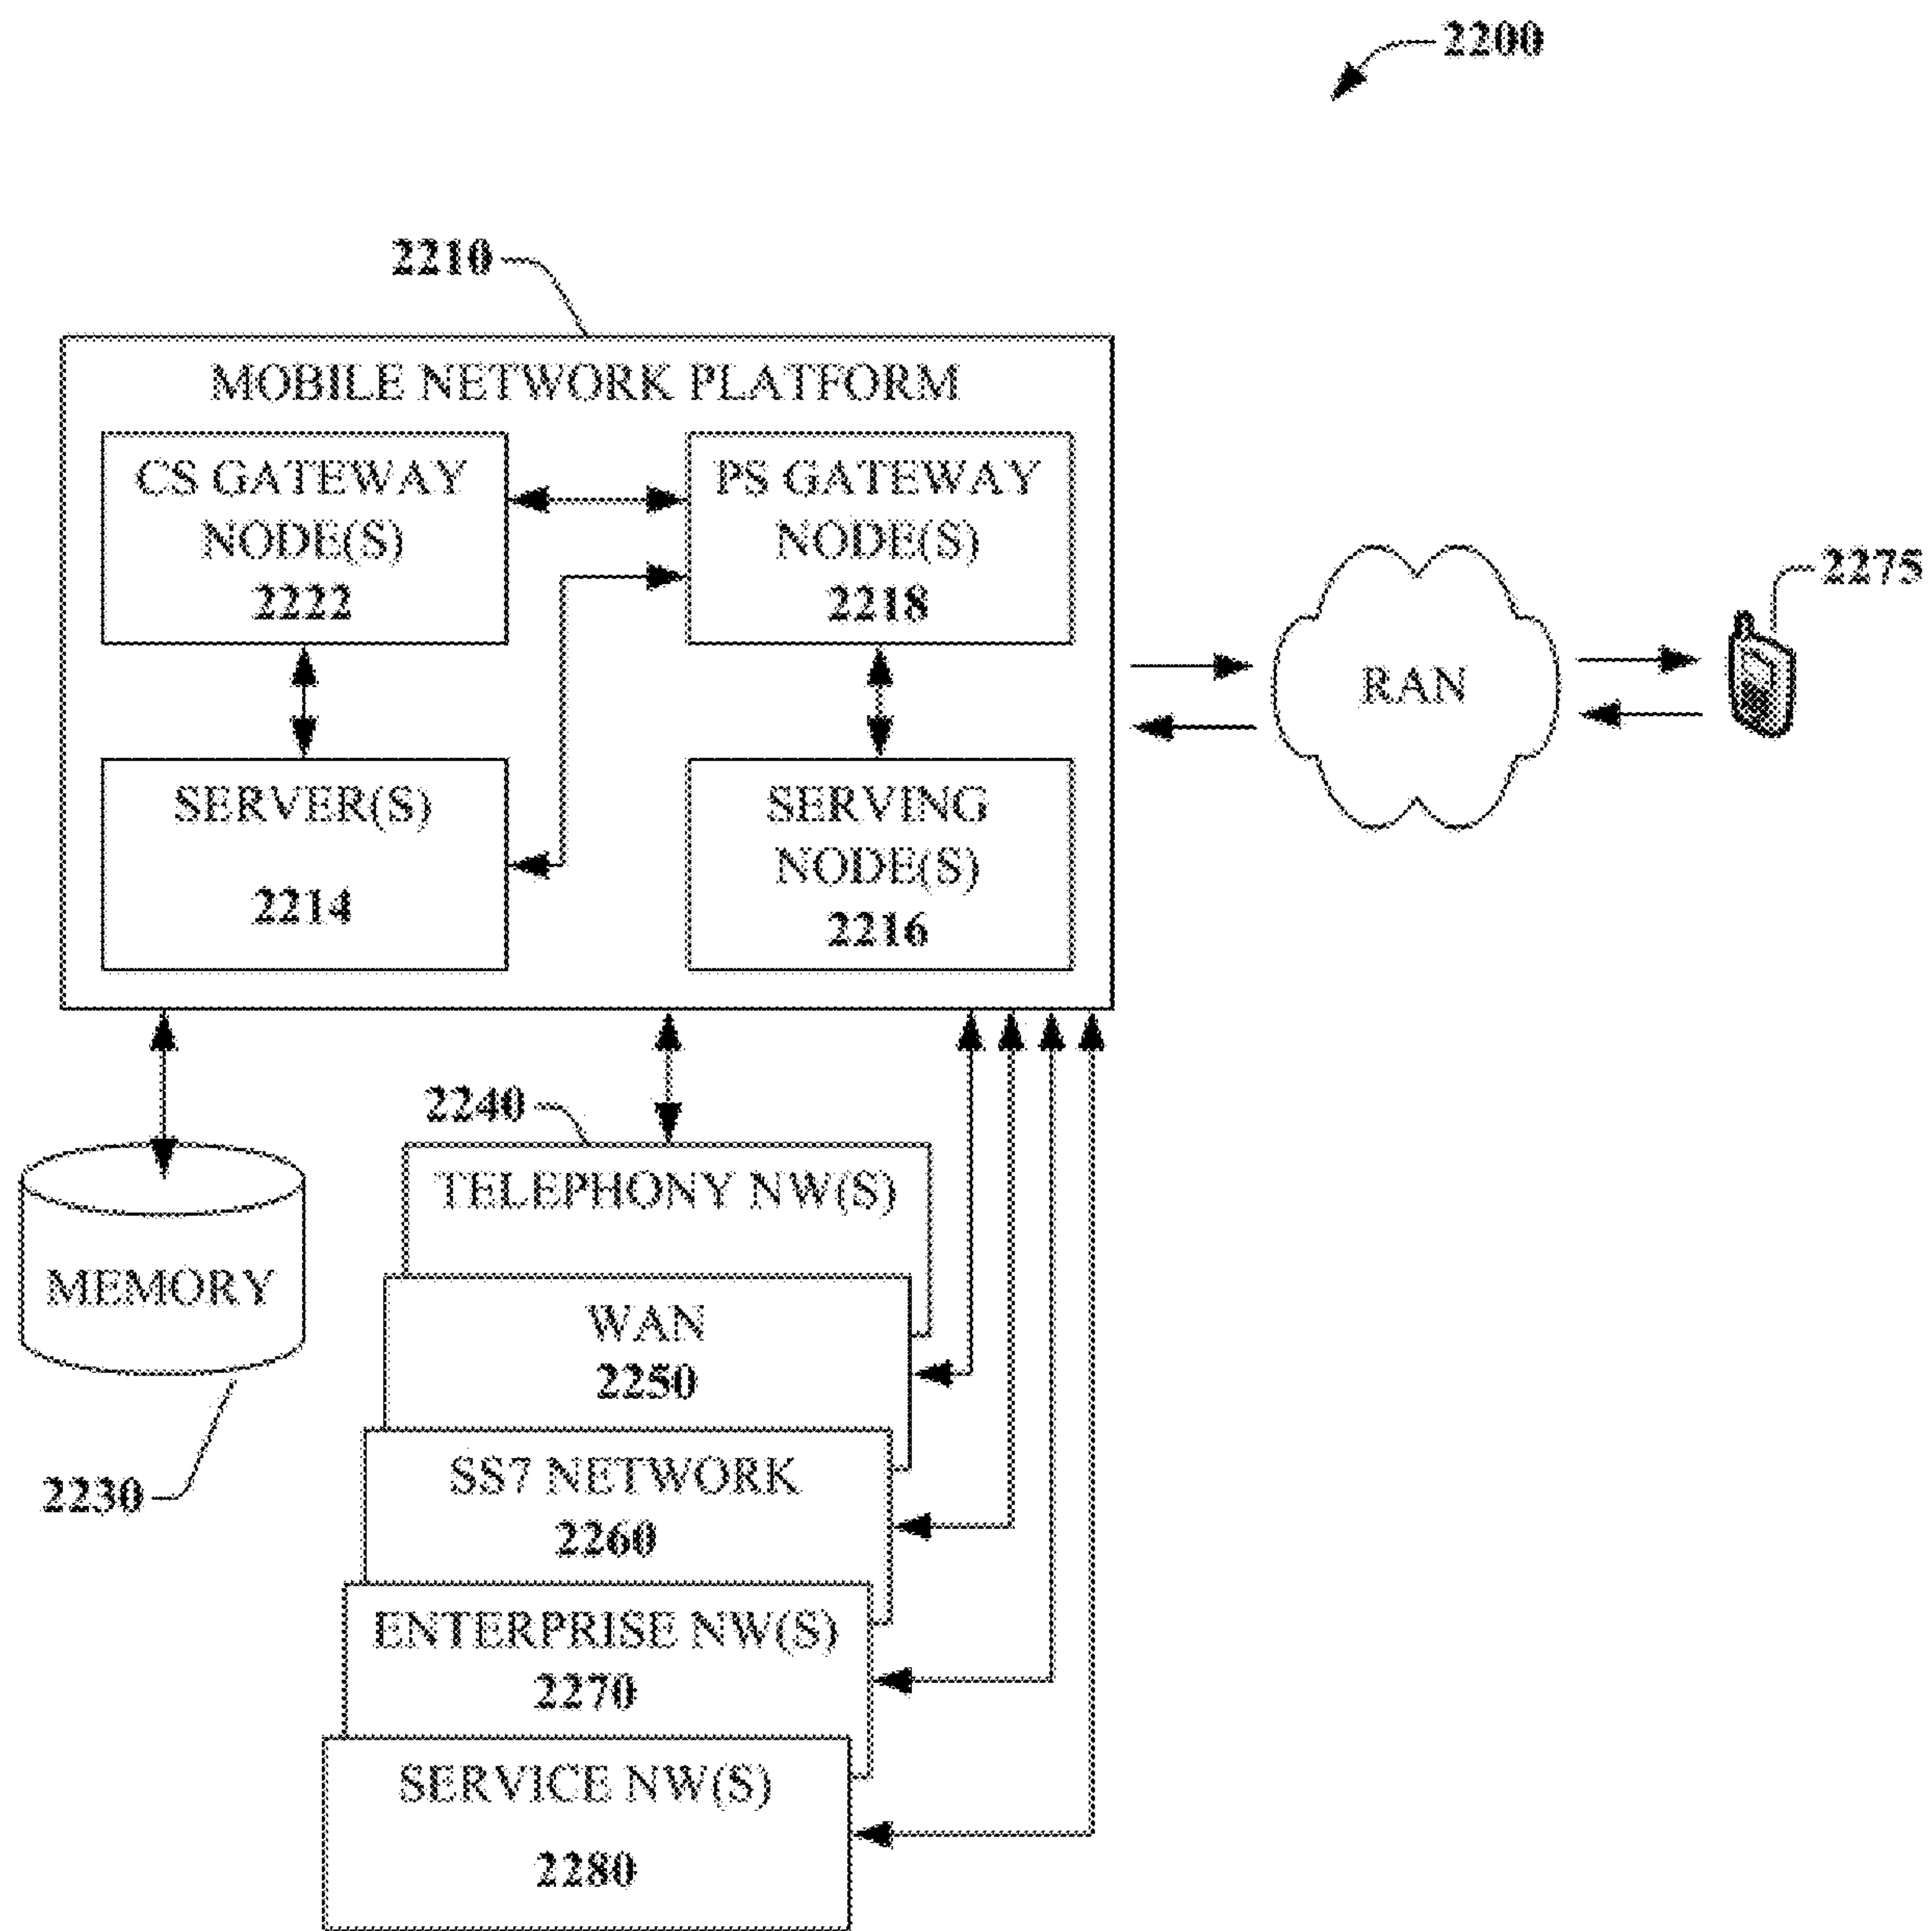 2200
2210
MOBILE NETWORK PLATFORM
CS GATEWAY
NODE(S)
2222
PS GATEWAY
NODE(S)
2218
2275
RAN
SERVER(S)
2214
SERVING
NODE(S)
2216
2240
TELEPHONY NW(S)
MEMORY
2230
WAN
2250
SS7 NETWORK
2260
ENTERPRISE NW(S)
2270
SERVICE NW(S)
2280